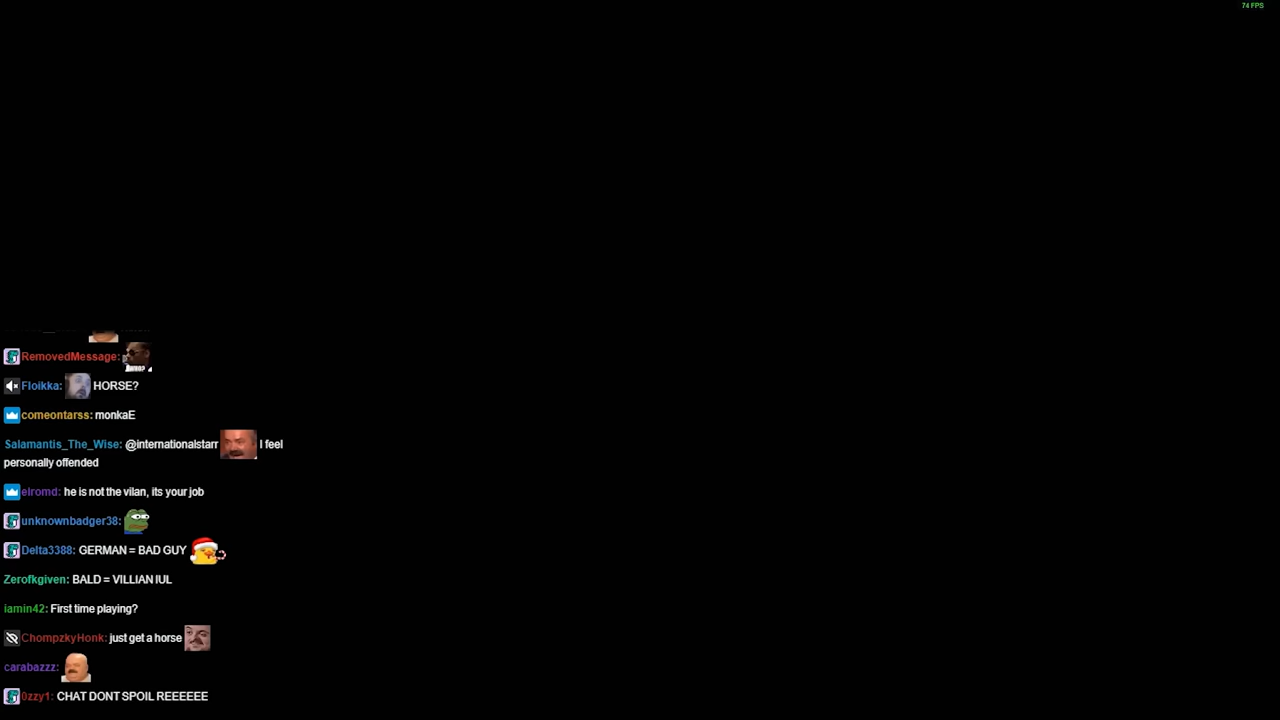 74 FPS
RemovedMessage:
Floikka: HORSE?
comeontarss: monkaE
Salamantis_The_Wise: @internationalstarr I feel
personally offended
elromd: he is not the vilan, its your job
unknownbadger38:
Delta3388: GERMAN = BAD GUY
Zerofkgiven: BALD = VILLIAN IUL
iamin42: First time playing?
ChompzkyHonk: just get a horse
carabazzz:
0zzy1: CHAT DONT SPOIL REEEEEE